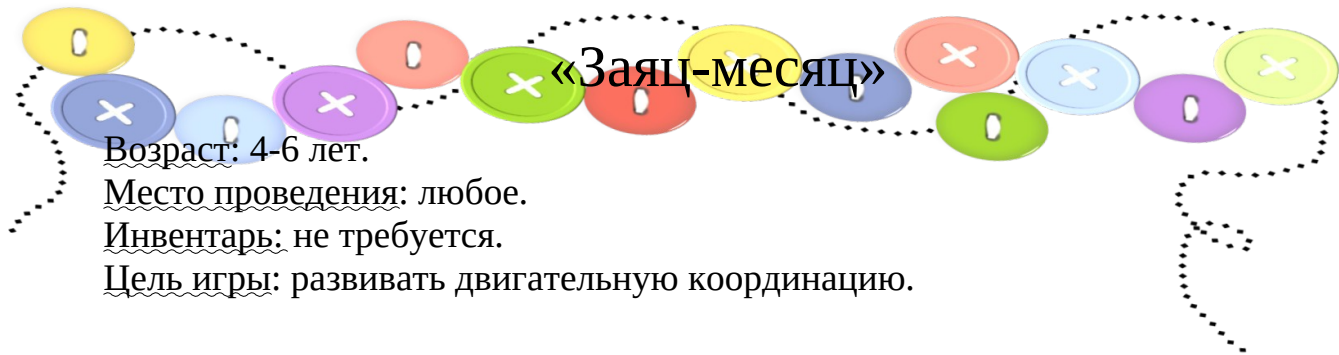 «Заяц-месяц»
Возраст: 4-6 лет.
Место проведения: любое.
Инвентарь: не требуется.
Цель игры: развивать двигательную координацию.